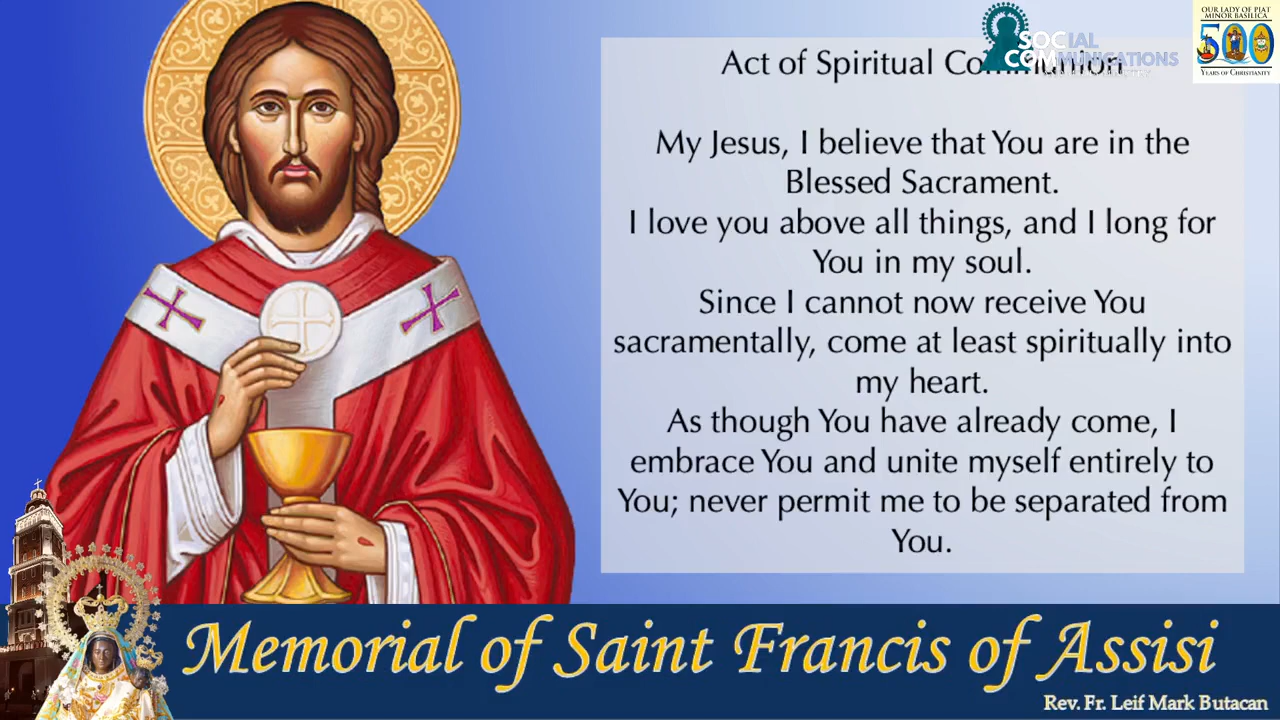 SOCIAL
COMMUNICATIONS
OUR LADY OF PIAT
MINOR BASILICA
500
YEARS OF CHRISTIANITY
Act of Spiritual Communion
My Jesus, I believe that You are in the
Blessed Sacrament.
I love you above all things, and I long for
You in my soul.
Since I cannot now receive You
sacramentally, come at least spiritually into
my heart.
As though You have already come, I
embrace You and unite myself entirely to
You; never permit me to be separated from
You.
Memorial of Saint Francis of Assisi
Rev. Fr. Leif Mark Butacan